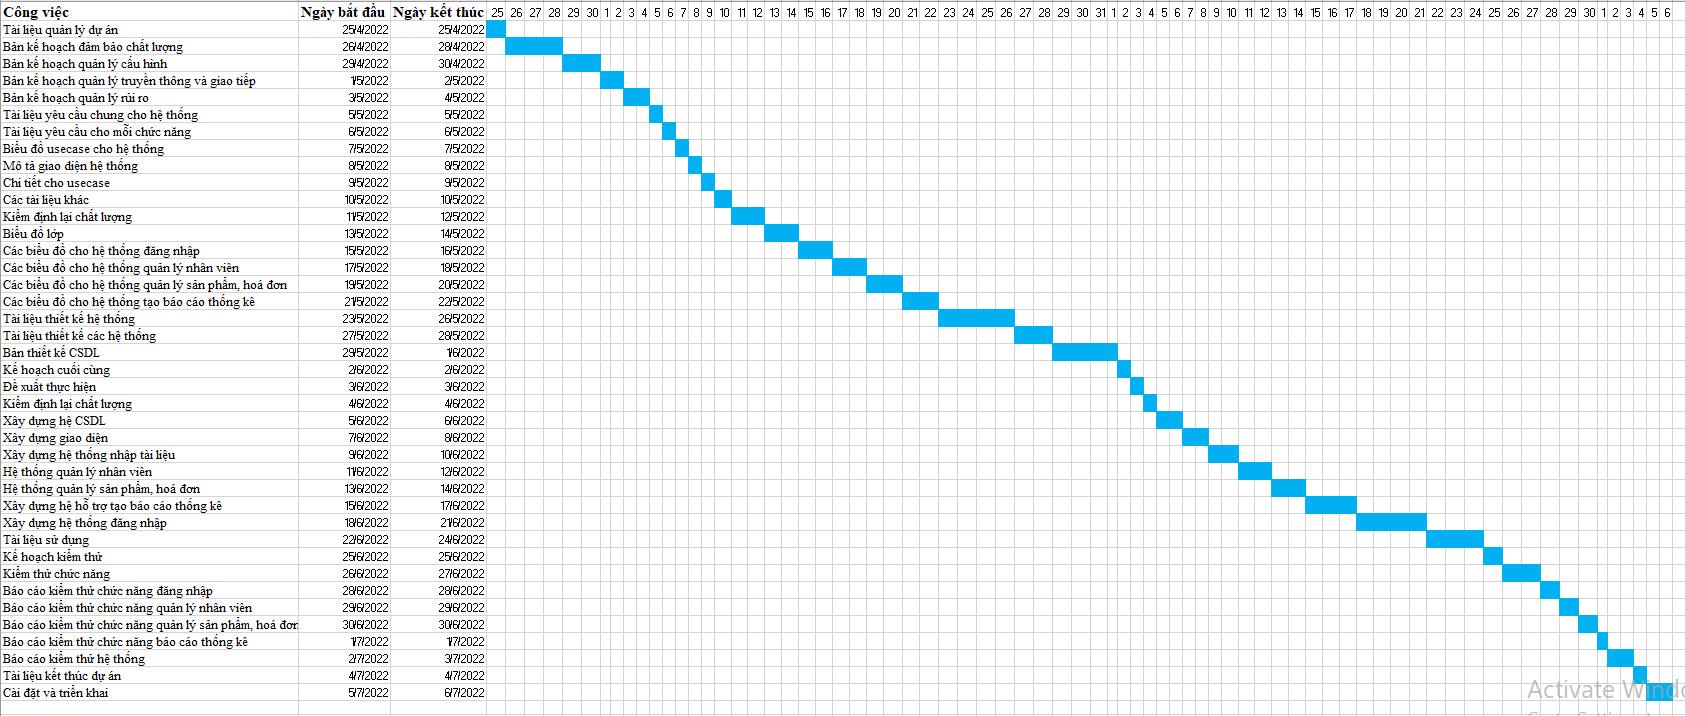 Công việc Ngày bắt đầu Ngày kết thúc 25 26 27 28 29 30 1 2 3 4 5 6 7 8 9 10 11 12 13 14 15 16 17 18 19 20 21 22 23 24 25 26 27 28 29 30 31 1 2 3 4 5 6 7 8 9 10 11 12 13 14 15 16 17 18 19 20 21 22 23 24 25 26 27 28 29 30 1 2 3 4 5 6
Tài liệu quản lý dự án 25/4/2022 25/4/2022
Bản kế hoạch đảm bảo chất lượng 26/4/2022 28/4/2022
Bản kế hoạch quản lý cấu hình 29/4/2022 30/4/2022
Bản kế hoạch quản lý truyền thông và giao tiếp 1/5/2022 2/5/2022
Bản kế hoạch quản lý rủi ro 3/5/2022 4/5/2022
Tài liệu yêu cầu chung cho hệ thống 5/5/2022 5/5/2022
Tài liệu yêu cầu cho mỗi chức năng 6/5/2022 6/5/2022
Biểu đồ usecase cho hệ thống 7/5/2022 7/5/2022
Mô tả giao diện hệ thống 8/5/2022 8/5/2022
Chi tiết cho usecase 9/5/2022 9/5/2022
Các tài liệu khác 10/5/2022 10/5/2022
Kiểm định lại chất lượng 11/5/2022 12/5/2022
Biểu đồ lớp 13/5/2022 14/5/2022
Các biểu đồ cho hệ thống đăng nhập 15/5/2022 16/5/2022
Các biểu đồ cho hệ thống quản lý nhân viên 17/5/2022 18/5/2022
Các biểu đồ cho hệ thống quản lý sản phẩm, hoá đơn 19/5/2022 20/5/2022
Các biểu đồ cho hệ thống tạo báo cáo thống kê 21/5/2022 22/5/2022
Tài liệu thiết kế hệ thống 23/5/2022 26/5/2022
Tài liệu thiết kế các hệ thống 27/5/2022 28/5/2022
Bản thiết kế CSDL 29/5/2022 1/6/2022
Kế hoạch cuối cùng 2/6/2022 2/6/2022
Đề xuất thực hiện 3/6/2022 3/6/2022
Kiểm định lại chất lượng 4/6/2022 4/6/2022
Xây dựng hệ CSDL 5/6/2022 6/6/2022
Xây dựng giao diện 7/6/2022 8/6/2022
Xây dựng hệ thống nhập tài liệu 9/6/2022 10/6/2022
Hệ thống quản lý nhân viên 11/6/2022 12/6/2022
Hệ thống quản lý sản phẩm, hoá đơn 13/6/2022 14/6/2022
Xây dựng hệ hỗ trợ tạo báo cáo thống kê 15/6/2022 17/6/2022
Xây dựng hệ thống đăng nhập 18/6/2022 21/6/2022
Tài liệu sử dụng 22/6/2022 24/6/2022
Kế hoạch kiểm thử 25/6/2022 25/6/2022
Kiểm thử chức năng 26/6/2022 27/6/2022
Báo cáo kiểm thử chức năng đăng nhập 28/6/2022 28/6/2022
Báo cáo kiểm thử chức năng quản lý nhân viên 29/6/2022 29/6/2022
Báo cáo kiểm thử chức năng quản lý sản phẩm, hoá đơn 30/6/2022 30/6/2022
Báo cáo kiểm thử chức năng báo cáo thống kê 1/7/2022 1/7/2022
Báo cáo kiểm thử hệ thống 2/7/2022 3/7/2022
Tài liệu kết thúc dự án 4/7/2022 4/7/2022
Cài đặt và triển khai 5/7/2022 6/7/2022
Activate Windo